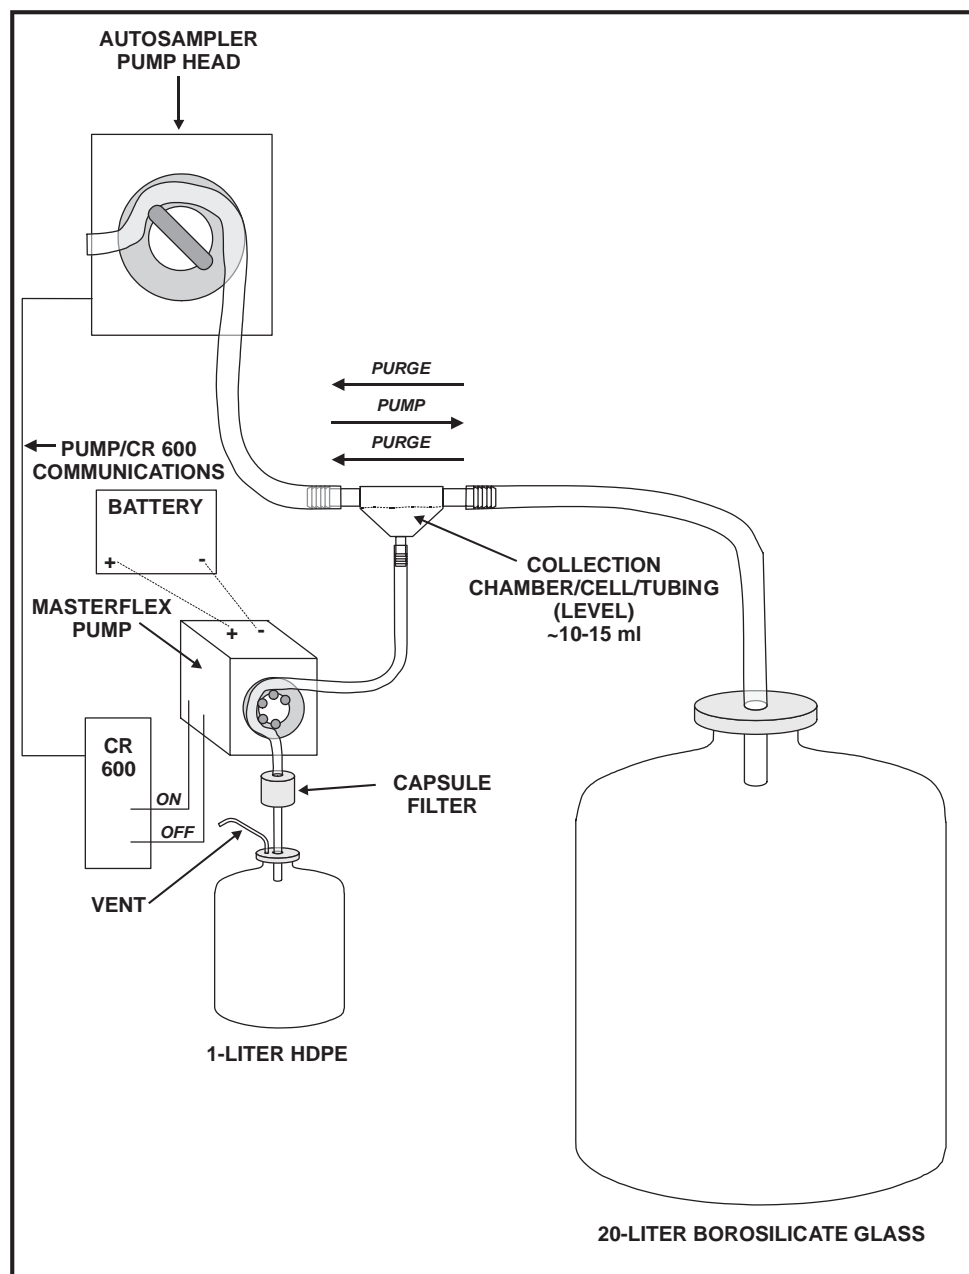 AUTOSAMPLER
PUMP HEAD
PURGE
PUMP
PURGE
PUMP/CR 600
COMMUNICATIONS
BATTERY
+ -
COLLECTION
CHAMBER/CELL/TUBING
(LEVEL)
~10-15 ml
MASTERFLEX
PUMP
+ -
CR
600
ON
OFF
CAPSULE
FILTER
VENT
1-LITER HDPE
20-LITER BOROSILICATE GLASS